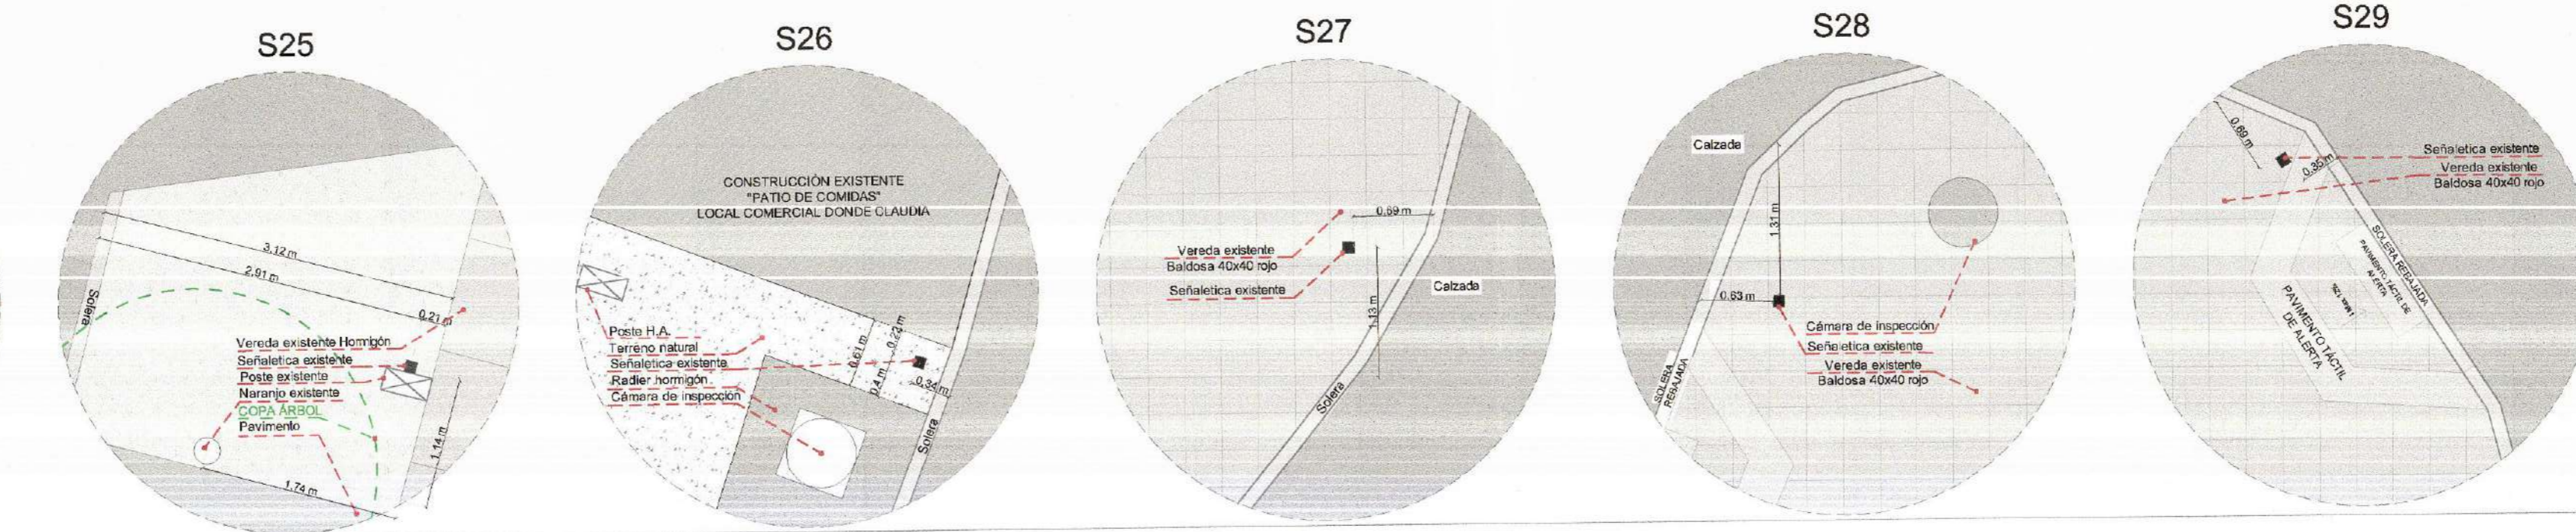 S25
3,12 m
2,91 m
0,21 m
Solera
Vereda existente Hormigón
Señaletica existente
Poste existente
Naranjo existente
COPA ÁRBOL
Pavimento
1,14 m
1,74 m
S26
CONSTRUCCIÓN EXISTENTE
"PATIO DE COMIDAS"
LOCAL COMERCIAL DONDE CLAUDIA
Poste H.A.
Terreno natural
Señaletica existente
Radier hormigón
Cámara de inspección
0,61 m
0,22 m
0,4 m
0,34 m
Solera
S27
0,69 m
Vereda existente
Baldosa 40x40 rojo
Señaletica existente
Calzada
1,13 m
Solera
S28
Calzada
1,31 m
0,63 m
Cámara de inspección
Señaletica existente
Vereda existente
Baldosa 40x40 rojo
SOLERA
REBAJADA
S29
0,69 m
0,35 m
Señaletica existente
Vereda existente
Baldosa 40x40 rojo
SOLERA REBAJADA
PAVIMENTO TÁCTIL DE
ALERTA
PAVIMENTO TÁCTIL
DE ALERTA